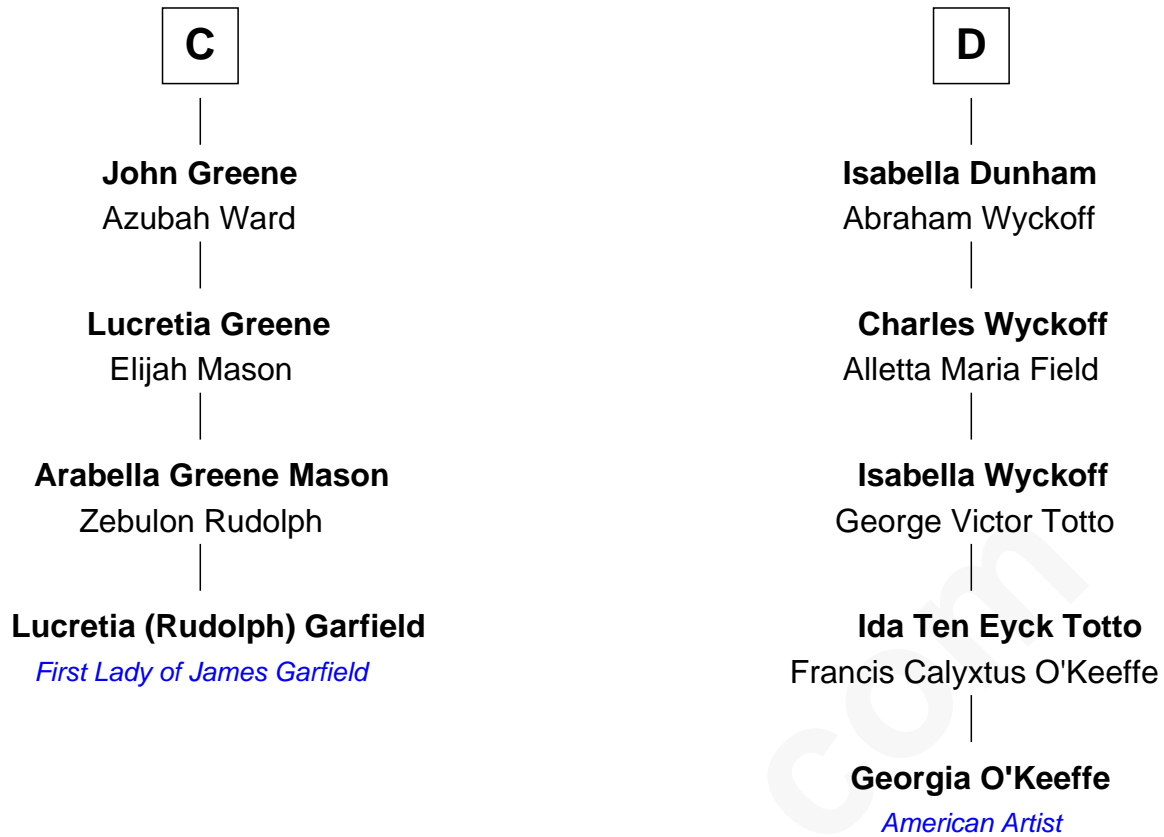 C
John Greene
Azubah Ward
Lucretia Greene
Elijah Mason
Arabella Greene Mason
Zebulon Rudolph
Lucretia (Rudolph) Garfield
First Lady of James Garfield
D
Isabella Dunham
Abraham Wyckoff
Charles Wyckoff
Alletta Maria Field
Isabella Wyckoff
George Victor Totto
Ida Ten Eyck Totto
Francis Calyxtus O'Keeffe
Georgia O'Keeffe
American Artist
com